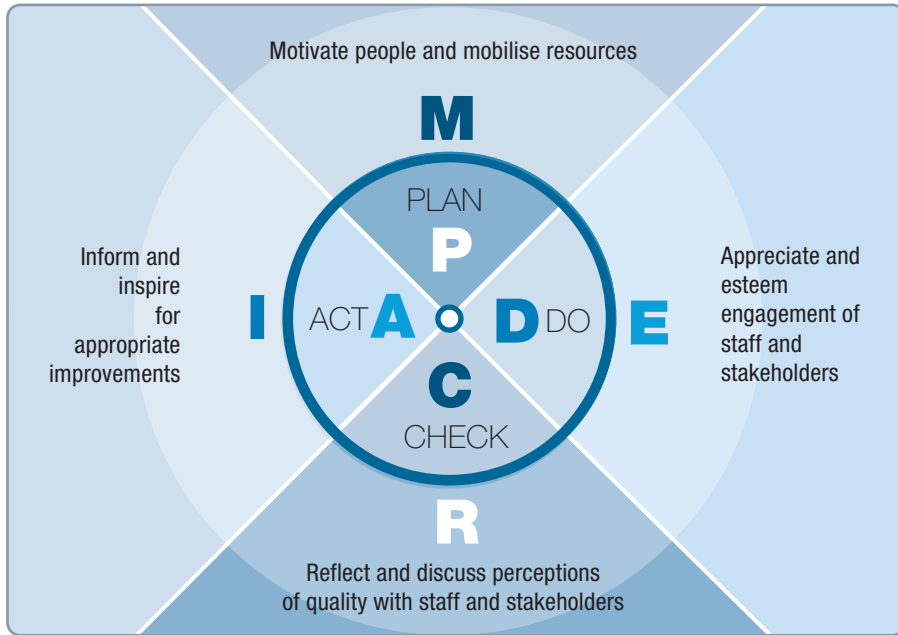 Motivate people and mobilise resources
M
PLAN
P
Inform and
inspire
for
appropriate
improvements
I
ACT A
D DO
E
Appreciate and
esteem
engagement of
staff and
stakeholders
C
CHECK
R
Reflect and discuss perceptions
of quality with staff and stakeholders